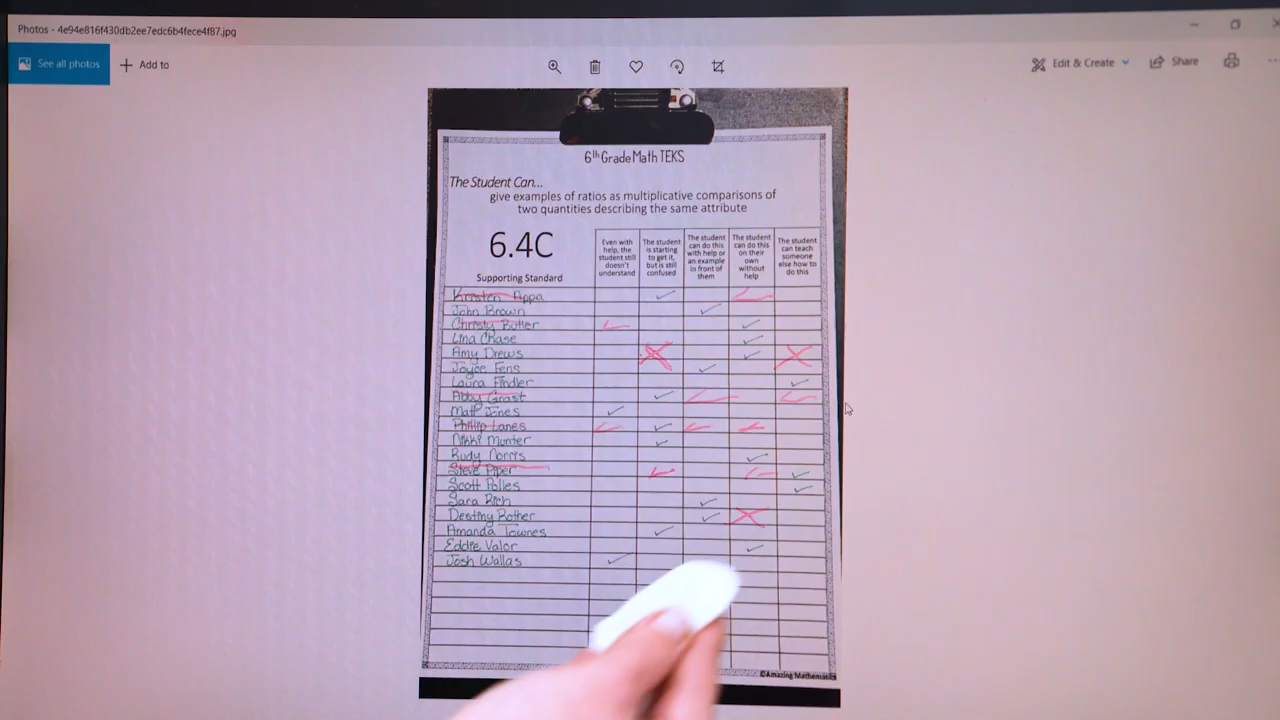 Photos - 4e94e816f430db2ee7edc6b4fece4f87.jpg
See all photos
Add to
Edit & Create
Share
6th Grade Math TEKS
The Student Can...
give examples of ratios as multiplicative comparisons of
two quantities describing the same attribute
6.4C
Supporting Standard
Even with help, the student still doesn't understand
The student is starting to get it, but is still confused
The student can do this with help or an example in front of them
The student can do this on their own without help
The student can teach someone else how to do this
Kirsten Appa
John Brown
Christy Butler
Lina Chase
Amy Drews
Joyce Fens
Laura Findler
Abby Grast
Matt Jones
Phillip Lanes
Nikki Munter
Rudy Norris
Steve Piper
Scott Polles
Sara Rich
Destiny Rother
Amanda Townes
Eddie Valor
Josh Wallas
©Amazing Mathematics